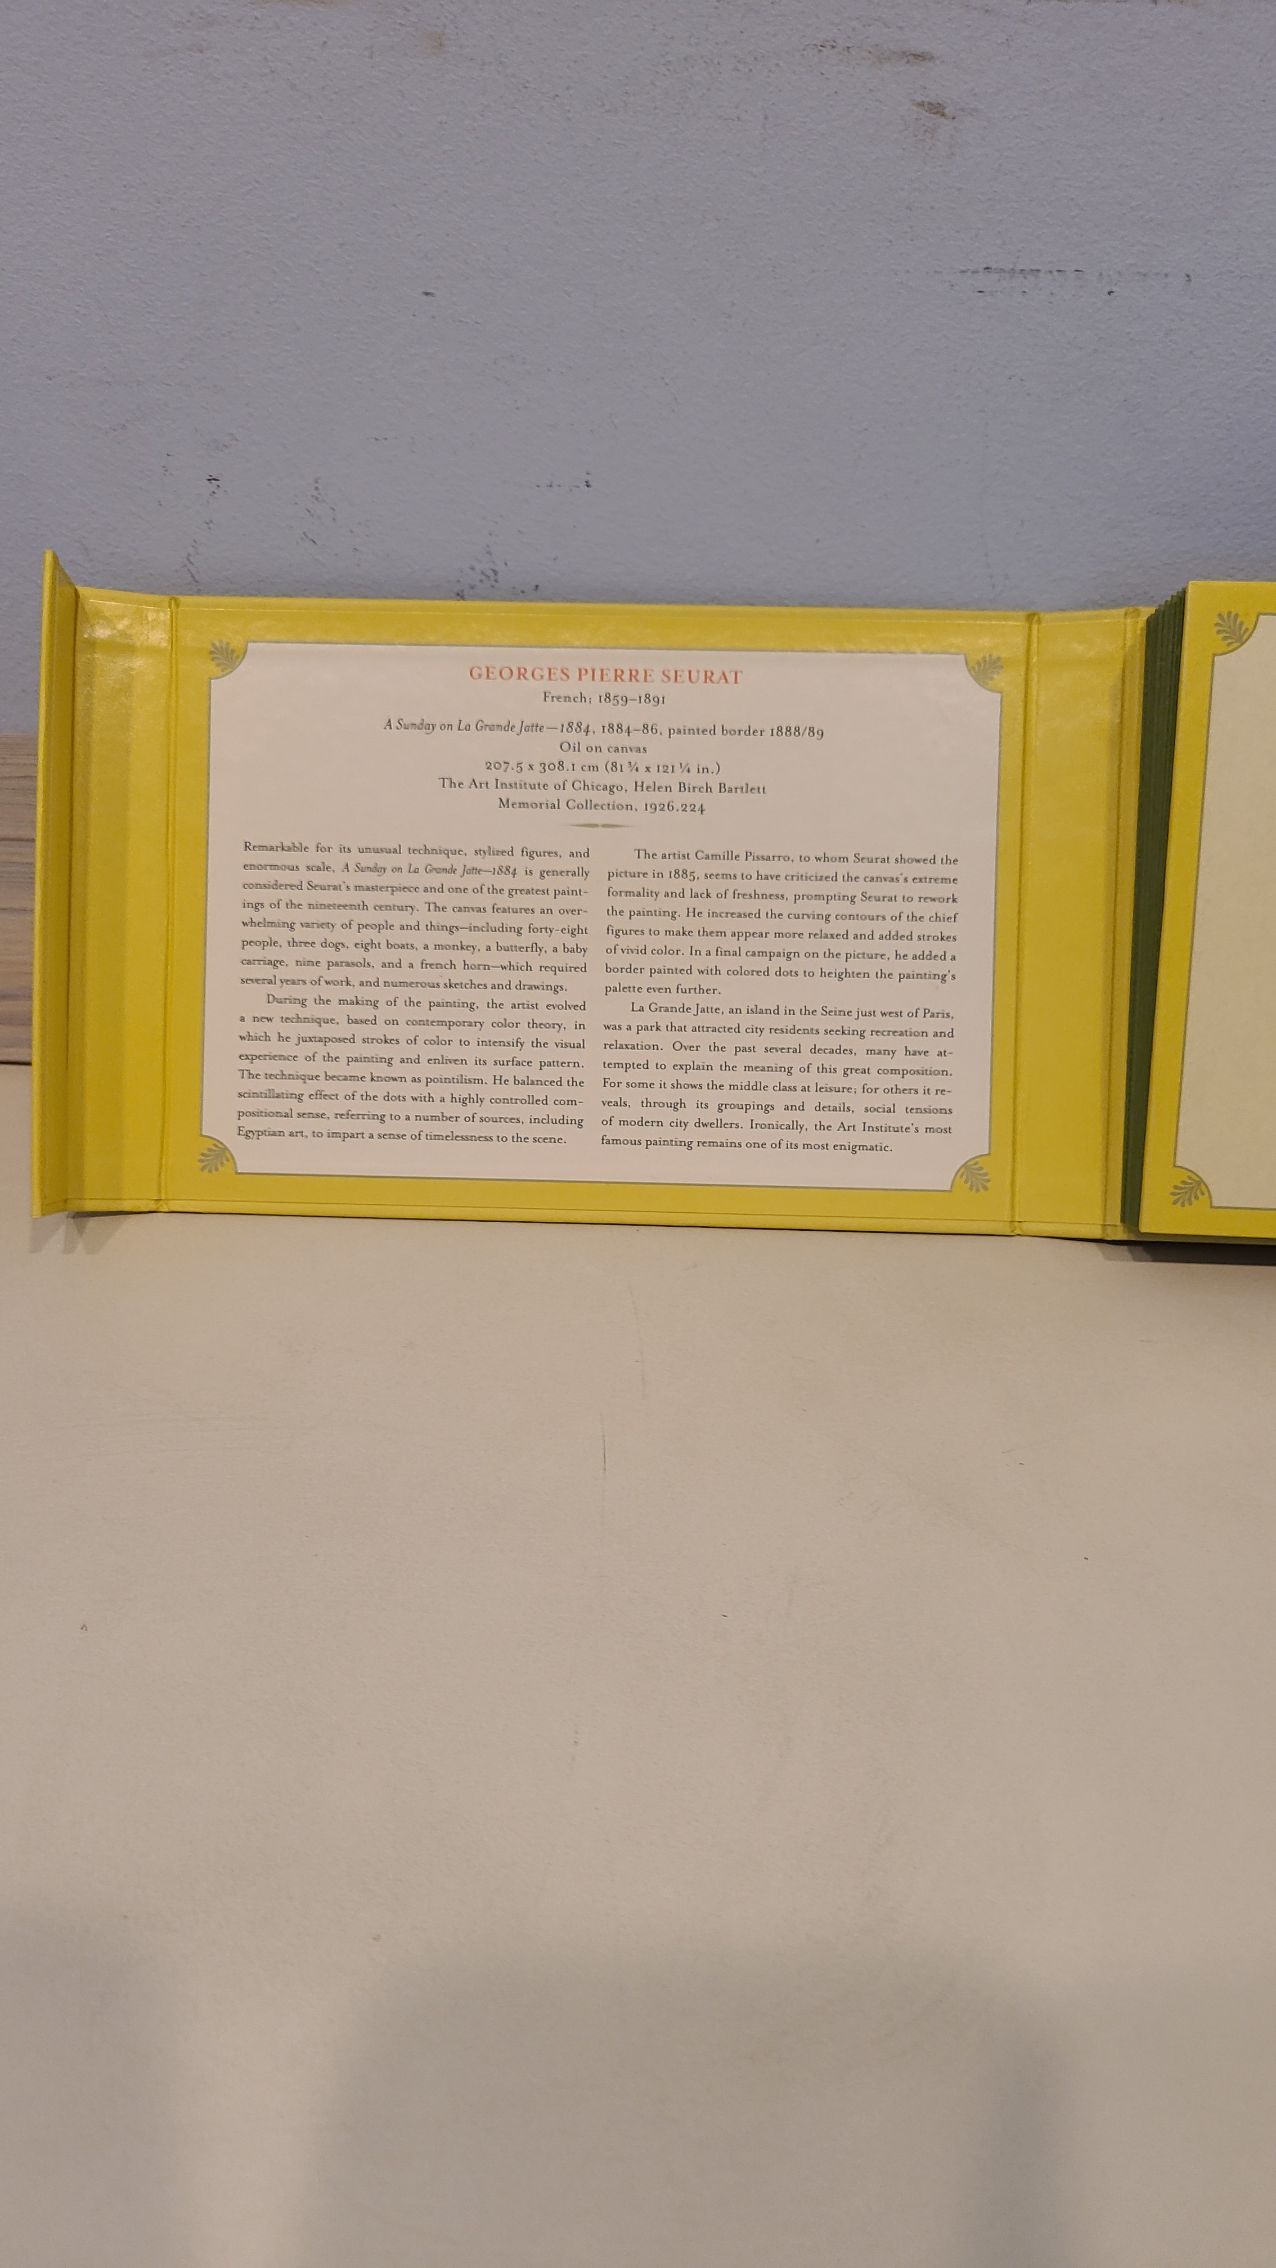 GEORGES PIERRE SEURAT
French; 1859–1891
A Sunday on La Grande Jatte—1884, 1884–86, painted border 1888/89
Oil on canvas
207.5 x 308.1 cm (81 ¾ x 121 ¼ in.)
The Art Institute of Chicago, Helen Birch Bartlett
Memorial Collection, 1926.224
Remarkable for its unusual technique, stylized figures, and
enormous scale, A Sunday on La Grande Jatte—1884 is generally
considered Seurat's masterpiece and one of the greatest paint-
ings of the nineteenth century. The canvas features an over-
whelming variety of people and things—including forty-eight
people, three dogs, eight boats, a monkey, a butterfly, a baby
carriage, nine parasols, and a french horn—which required
several years of work, and numerous sketches and drawings.
During the making of the painting, the artist evolved
a new technique, based on contemporary color theory, in
which he juxtaposed strokes of color to intensify the visual
experience of the painting and enliven its surface pattern.
The technique became known as pointilism. He balanced the
scintillating effect of the dots with a highly controlled com-
positional sense, referring to a number of sources, including
Egyptian art, to impart a sense of timelessness to the scene.
The artist Camille Pissarro, to whom Seurat showed the
picture in 1885, seems to have criticized the canvas's extreme
formality and lack of freshness, prompting Seurat to rework
the painting. He increased the curving contours of the chief
figures to make them appear more relaxed and added strokes
of vivid color. In a final campaign on the picture, he added a
border painted with colored dots to heighten the painting's
palette even further.
La Grande Jatte, an island in the Seine just west of Paris,
was a park that attracted city residents seeking recreation and
relaxation. Over the past several decades, many have at-
tempted to explain the meaning of this great composition.
For some it shows the middle class at leisure; for others it re-
veals, through its groupings and details, social tensions
of modern city dwellers. Ironically, the Art Institute's most
famous painting remains one of its most enigmatic.